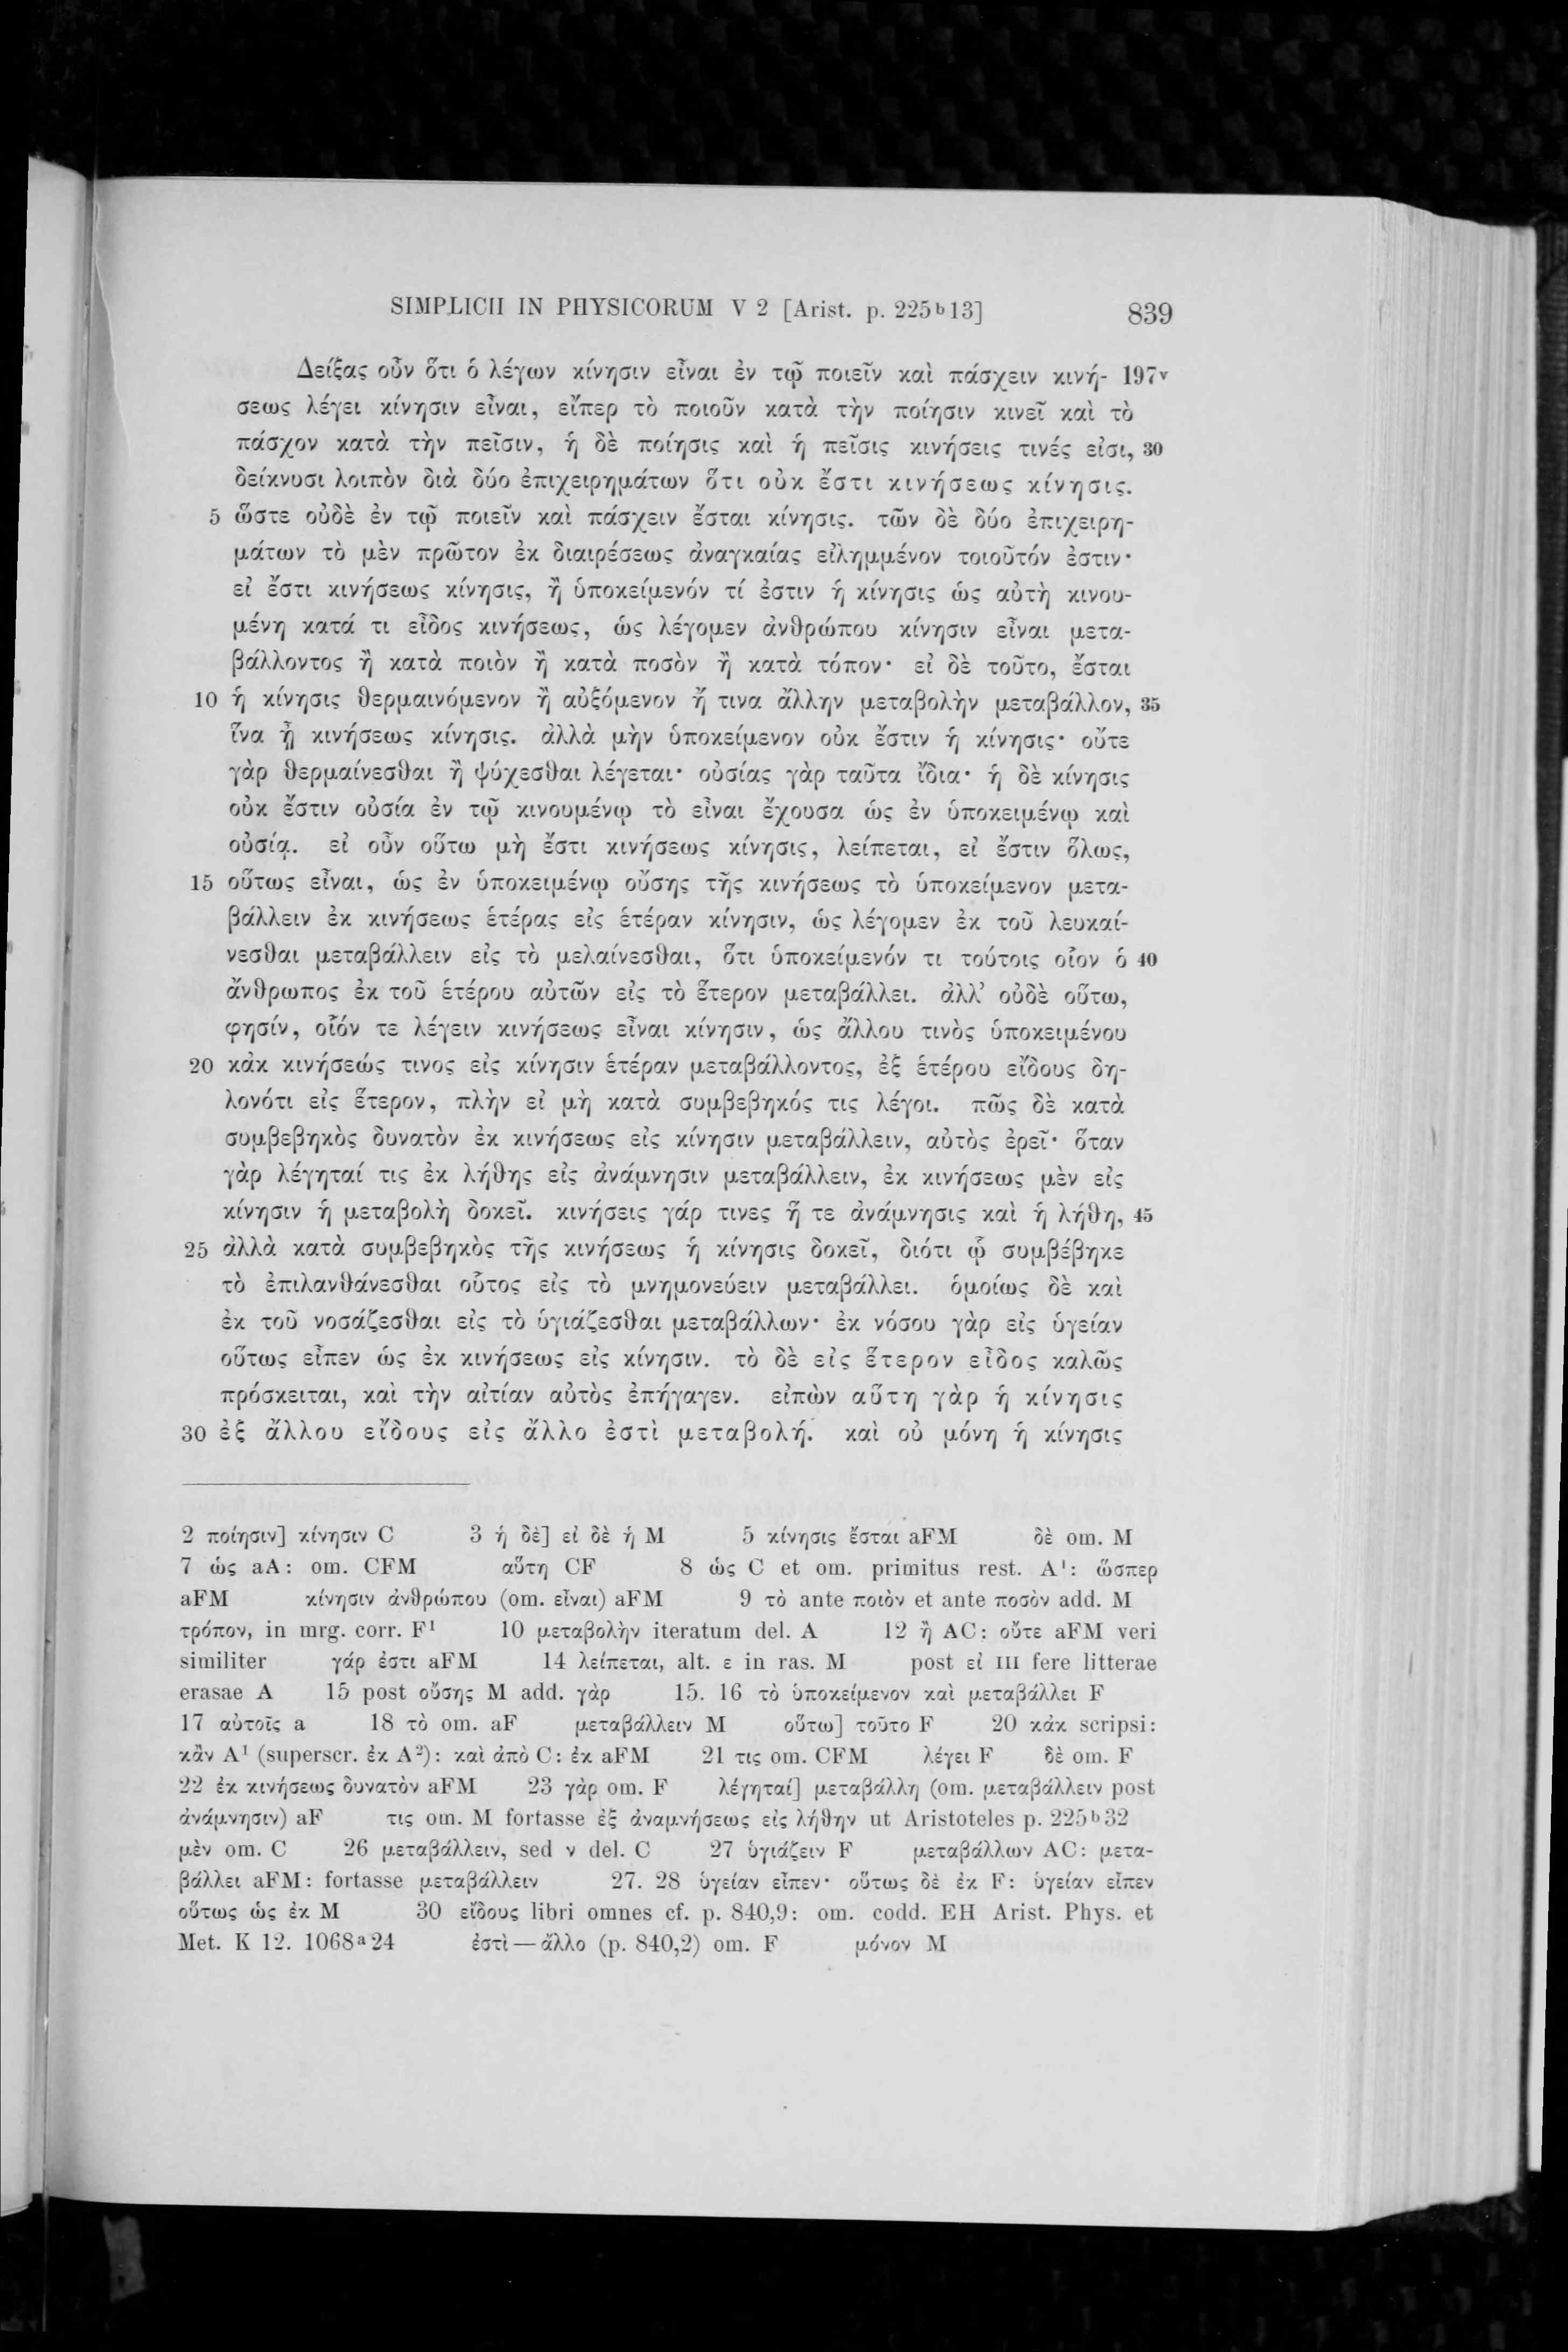 SIMPLICII IN PHYSICORUM V 2 [Arist. p. 225ᵇ13] 839
Δείξας οὖν ὅτι ὁ λέγων κίνησιν εἶναι ἐν τῷ ποιεῖν καὶ πάσχειν κινή- 197ᵛ
σεως λέγει κίνησιν εἶναι, εἴπερ τὸ ποιοῦν κατὰ τὴν ποίησιν κινεῖ καὶ τὸ
πάσχον κατὰ τὴν πεῖσιν, ἡ δὲ ποίησις καὶ ἡ πεῖσις κινήσεις τινές εἰσι, 30
δείκνυσι λοιπὸν διὰ δύο ἐπιχειρημάτων ὅτι οὐκ ἔστι κινήσεως κίνησις.
5 ὥστε οὐδὲ ἐν τῷ ποιεῖν καὶ πάσχειν ἔσται κίνησις. τῶν δὲ δύο ἐπιχειρη-
μάτων τὸ μὲν πρῶτον ἐκ διαιρέσεως ἀναγκαίας εἰλημμένον τοιοῦτόν ἐστιν·
εἰ ἔστι κινήσεως κίνησις, ἢ ὑποκείμενόν τί ἐστιν ἡ κίνησις ὡς αὐτὴ κινου-
μένη κατά τι εἶδος κινήσεως, ὡς λέγομεν ἀνθρώπου κίνησιν εἶναι μετα-
βάλλοντος ἢ κατὰ ποιὸν ἢ κατὰ ποσὸν ἢ κατὰ τόπον· εἰ δὲ τοῦτο, ἔσται
10 ἡ κίνησις θερμαινόμενον ἢ αὐξόμενον ἤ τινα ἄλλην μεταβολὴν μεταβάλλον, 35
ἵνα ᾖ κινήσεως κίνησις. ἀλλὰ μὴν ὑποκείμενον οὐκ ἔστιν ἡ κίνησις· οὔτε
γὰρ θερμαίνεσθαι ἢ ψύχεσθαι λέγεται· οὐσίας γὰρ ταῦτα ἴδια· ἡ δὲ κίνησις
οὐκ ἔστιν οὐσία ἐν τῷ κινουμένῳ τὸ εἶναι ἔχουσα ὡς ἐν ὑποκειμένῳ καὶ
οὐσίᾳ. εἰ οὖν οὕτω μὴ ἔστι κινήσεως κίνησις, λείπεται, εἰ ἔστιν ὅλως,
15 οὕτως εἶναι, ὡς ἐν ὑποκειμένῳ οὔσης τῆς κινήσεως τὸ ὑποκείμενον μετα-
βάλλειν ἐκ κινήσεως ἑτέρας εἰς ἑτέραν κίνησιν, ὡς λέγομεν ἐκ τοῦ λευκαί-
νεσθαι μεταβάλλειν εἰς τὸ μελαίνεσθαι, ὅτι ὑποκείμενόν τι τούτοις οἷον ὁ 40
ἄνθρωπος ἐκ τοῦ ἑτέρου αὐτῶν εἰς τὸ ἕτερον μεταβάλλει. ἀλλ’ οὐδὲ οὕτω,
φησίν, οἷόν τε λέγειν κινήσεως εἶναι κίνησιν, ὡς ἄλλου τινὸς ὑποκειμένου
20 κἀκ κινήσεώς τινος εἰς κίνησιν ἑτέραν μεταβάλλοντος, ἐξ ἑτέρου εἴδους δη-
λονότι εἰς ἕτερον, πλὴν εἰ μὴ κατὰ συμβεβηκός τις λέγοι. πῶς δὲ κατὰ
συμβεβηκὸς δυνατὸν ἐκ κινήσεως εἰς κίνησιν μεταβάλλειν, αὐτὸς ἐρεῖ· ὅταν
γὰρ λέγηταί τις ἐκ λήθης εἰς ἀνάμνησιν μεταβάλλειν, ἐκ κινήσεως μὲν εἰς
κίνησιν ἡ μεταβολὴ δοκεῖ. κινήσεις γάρ τινες ἥ τε ἀνάμνησις καὶ ἡ λήθη, 45
25 ἀλλὰ κατὰ συμβεβηκὸς τῆς κινήσεως ἡ κίνησις δοκεῖ, διότι ᾧ συμβέβηκε
τὸ ἐπιλανθάνεσθαι οὗτος εἰς τὸ μνημονεύειν μεταβάλλει. ὁμοίως δὲ καὶ
ἐκ τοῦ νοσάζεσθαι εἰς τὸ ὑγιάζεσθαι μεταβάλλων· ἐκ νόσου γὰρ εἰς ὑγείαν
οὕτως εἶπεν ὡς ἐκ κινήσεως εἰς κίνησιν. τὸ δὲ εἰς ἕτερον εἶδος καλῶς
πρόσκειται, καὶ τὴν αἰτίαν αὐτὸς ἐπήγαγεν. εἰπὼν αὕτη γὰρ ἡ κίνησις
30 ἐξ ἄλλου εἴδους εἰς ἄλλο ἐστὶ μεταβολή. καὶ οὐ μόνη ἡ κίνησις
2 ποίησιν] κίνησιν C 3 ἡ δὲ] εἰ δὲ ἡ M 5 κίνησις ἔσται aFM δὲ om. M
7 ὡς aA: om. CFM αὕτη CF 8 ὡς C et om. primitus rest. A¹: ὥσπερ
aFM κίνησιν ἀνθρώπου (om. εἶναι) aFM 9 τὸ ante ποιὸν et ante ποσὸν add. M
τρόπον, in mrg. corr. F¹ 10 μεταβολὴν iteratum del. A 12 ἢ AC: οὔτε aFM veri
similiter γάρ ἐστι aFM 14 λείπεται, alt. ε in ras. M post εἰ III fere litterae
erasae A 15 post οὔσης M add. γὰρ 15. 16 τὸ ὑποκείμενον καὶ μεταβάλλει F
17 αὐτοῖς a 18 τὸ om. aF μεταβάλλειν M οὕτω] τοῦτο F 20 κἀκ scripsi:
κἂν A¹ (superscr. ἐκ A²): καὶ ἀπὸ C: ἐκ aFM 21 τις om. CFM λέγει F δὲ om. F
22 ἐκ κινήσεως δυνατὸν aFM 23 γὰρ om. F λέγηταί] μεταβάλλη (om. μεταβάλλειν post
ἀνάμνησιν) aF τις om. M fortasse ἐξ ἀναμνήσεως εἰς λήθην ut Aristoteles p. 225ᵇ32
μὲν om. C 26 μεταβάλλειν, sed ν del. C 27 ὑγιάζειν F μεταβάλλων AC: μετα-
βάλλει aFM: fortasse μεταβάλλειν 27. 28 ὑγείαν εἶπεν· οὕτως δὲ ἐκ F: ὑγείαν εἶπεν
οὕτως ὡς ἐκ M 30 εἴδους libri omnes cf. p. 840,9: om. codd. EH Arist. Phys. et
Met. K 12. 1068ᵃ24 ἐστὶ — ἄλλο (p. 840,2) om. F μόνον M